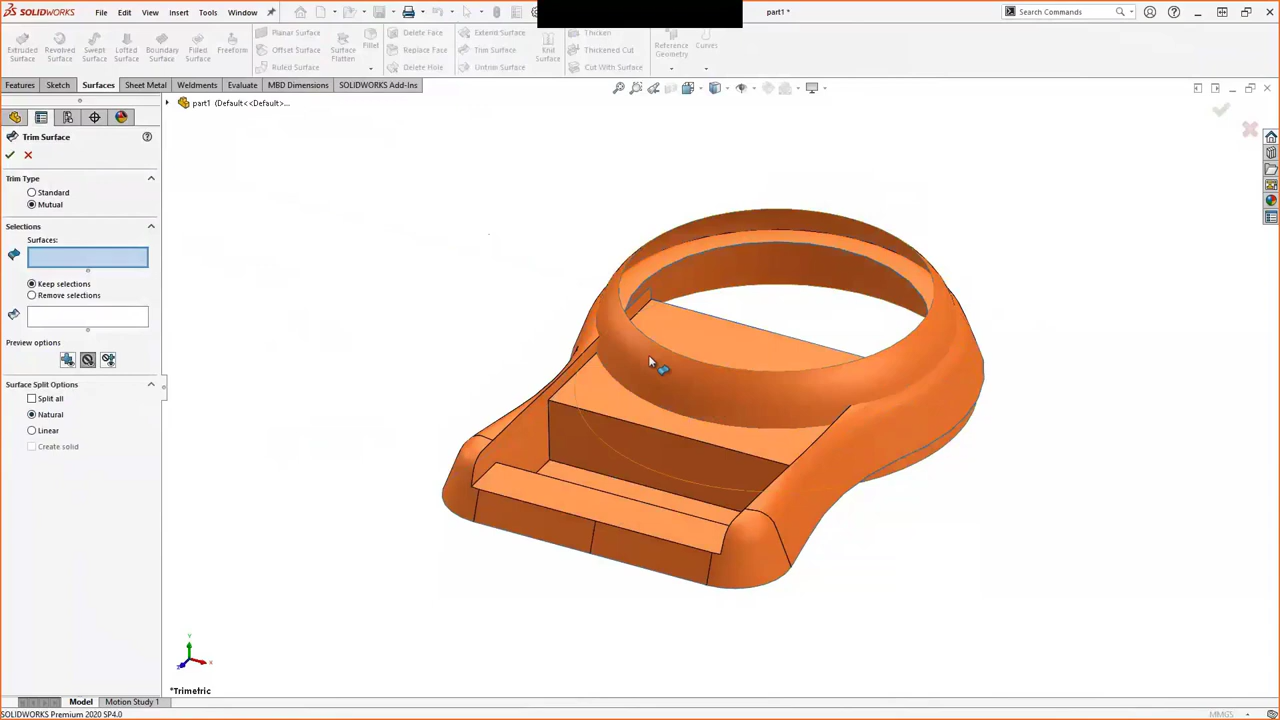 SOLIDWORKS File Edit View Insert Tools Window part1 * Search Commands
Extruded Surface
Revolved Surface
Swept Surface
Lofted Surface
Boundary Surface
Filled Surface
Freeform
Planar Surface
Offset Surface
Ruled Surface
Surface Flatten
Fillet
Delete Face
Replace Face
Delete Hole
Extend Surface
Trim Surface
Untrim Surface
Knit Surface
Thicken
Thickened Cut
Cut With Surface
Reference Geometry
Curves
Features Sketch Surfaces Sheet Metal Weldments Evaluate MBD Dimensions SOLIDWORKS Add-Ins
part1 (Default<<Default>...
Trim Surface
Trim Type
Standard
Mutual
Selections
Surfaces:
Keep selections
Remove selections
Preview options
Surface Split Options
Split all
Natural
Linear
Create solid
Y
X
Z
*Trimetric
Model Motion Study 1
SOLIDWORKS Premium 2020 SP4.0 MMGS